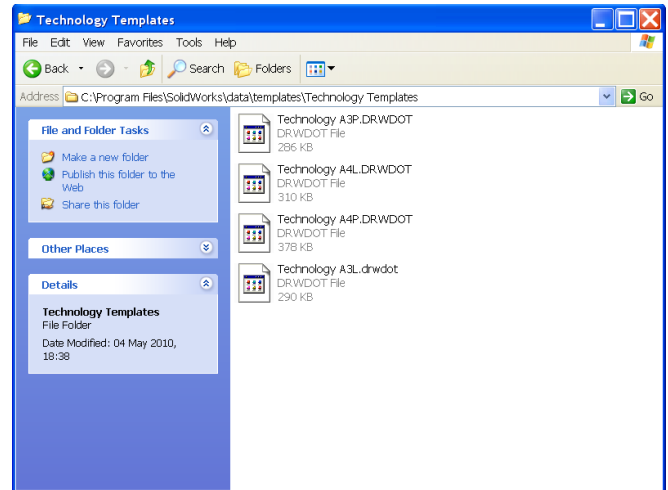 Technology Templates
File Edit View Favorites Tools Help
Back Search Folders
Address C:\Program Files\SolidWorks\data\templates\Technology Templates Go
File and Folder Tasks
Make a new folder
Publish this folder to the
Web
Share this folder
Other Places
Details
Technology Templates
File Folder
Date Modified: 04 May 2010,
18:38
Technology A3P.DRWDOT
DRWDOT File
286 KB
Technology A4L.DRWDOT
DRWDOT File
310 KB
Technology A4P.DRWDOT
DRWDOT File
378 KB
Technology A3L.drwdot
DRWDOT File
290 KB